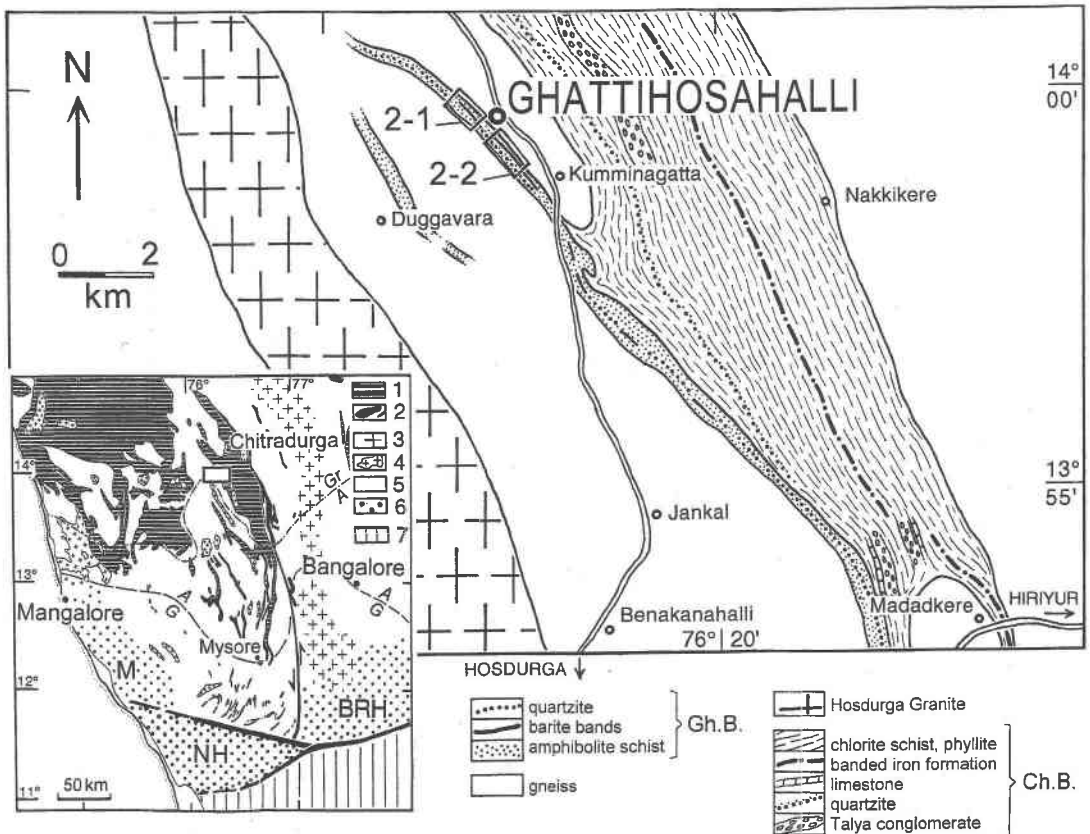 N
0 2
km
14°
00'
GHATTIHOSAHALLI
2-1
2-2
Kumminagatta
Nakkikere
Duggavara
13°
55'
Jankal
Benakanahalli
Madadkere
HIRIYUR
76° 20'
HOSDURGA
76° 77°
1
2
3
4
5
6
7
Chitradurga
14°
Gr
A
13°
Bangalore
A
G
A
G
Mangalore
Mysore
M
12°
BRH
NH
11°
50 km
quartzite
barite bands
amphibolite schist
Gh.B.
gneiss
Hosdurga Granite
chlorite schist, phyllite
banded iron formation
limestone
quartzite
Talya conglomerate
Ch.B.